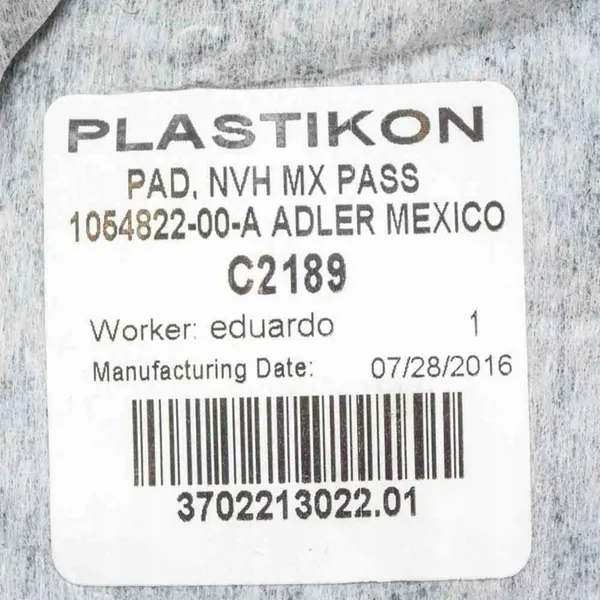 PLASTIKON
PAD, NVH MX PASS
1054822-00-A ADLER MEXICO
C2189
Worker: eduardo 1
Manufacturing Date: 07/28/2016
3702213022.01